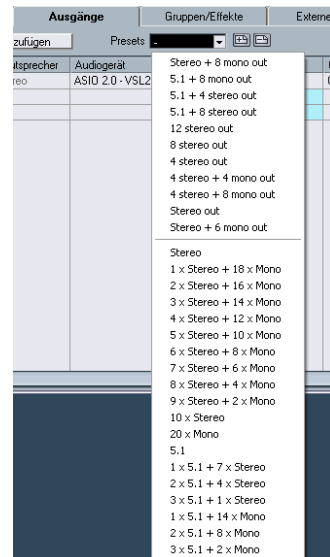 Ausgänge Gruppen/Effekte Externe
zufügen Presets -
utsprecher Audiogerät
reo ASIO 2.0 - VSL2
Stereo + 8 mono out
5.1 + 8 mono out
5.1 + 4 stereo out
5.1 + 8 stereo out
12 stereo out
8 stereo out
4 stereo out
4 stereo + 4 mono out
4 stereo + 8 mono out
Stereo out
Stereo + 6 mono out
Stereo
1 x Stereo + 18 x Mono
2 x Stereo + 16 x Mono
3 x Stereo + 14 x Mono
4 x Stereo + 12 x Mono
5 x Stereo + 10 x Mono
6 x Stereo + 8 x Mono
7 x Stereo + 6 x Mono
8 x Stereo + 4 x Mono
9 x Stereo + 2 x Mono
10 x Stereo
20 x Mono
5.1
1 x 5.1 + 7 x Stereo
2 x 5.1 + 4 x Stereo
3 x 5.1 + 1 x Stereo
1 x 5.1 + 14 x Mono
2 x 5.1 + 8 x Mono
3 x 5.1 + 2 x Mono